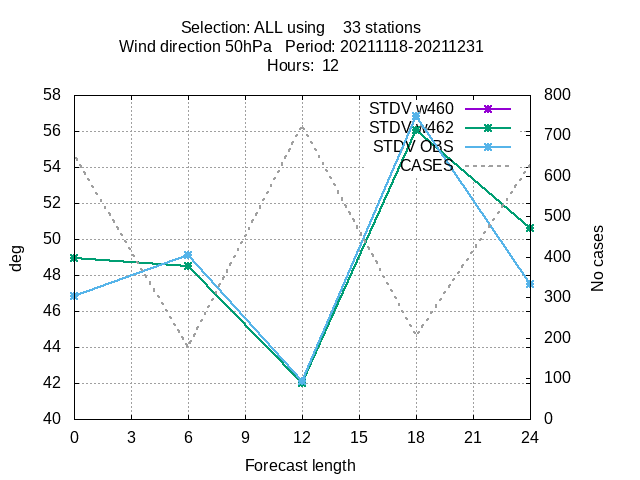 Selection: ALL using    33 stations
Wind direction 50hPa   Period: 20211118-20211231
Hours:  12
58
56
54
52
50
48
46
44
42
40
deg
800
700
600
500
400
300
200
100
0
No cases
STDV w460
STDV w462
STDV OBS
CASES
0 3 6 9 12 15 18 21 24
Forecast length